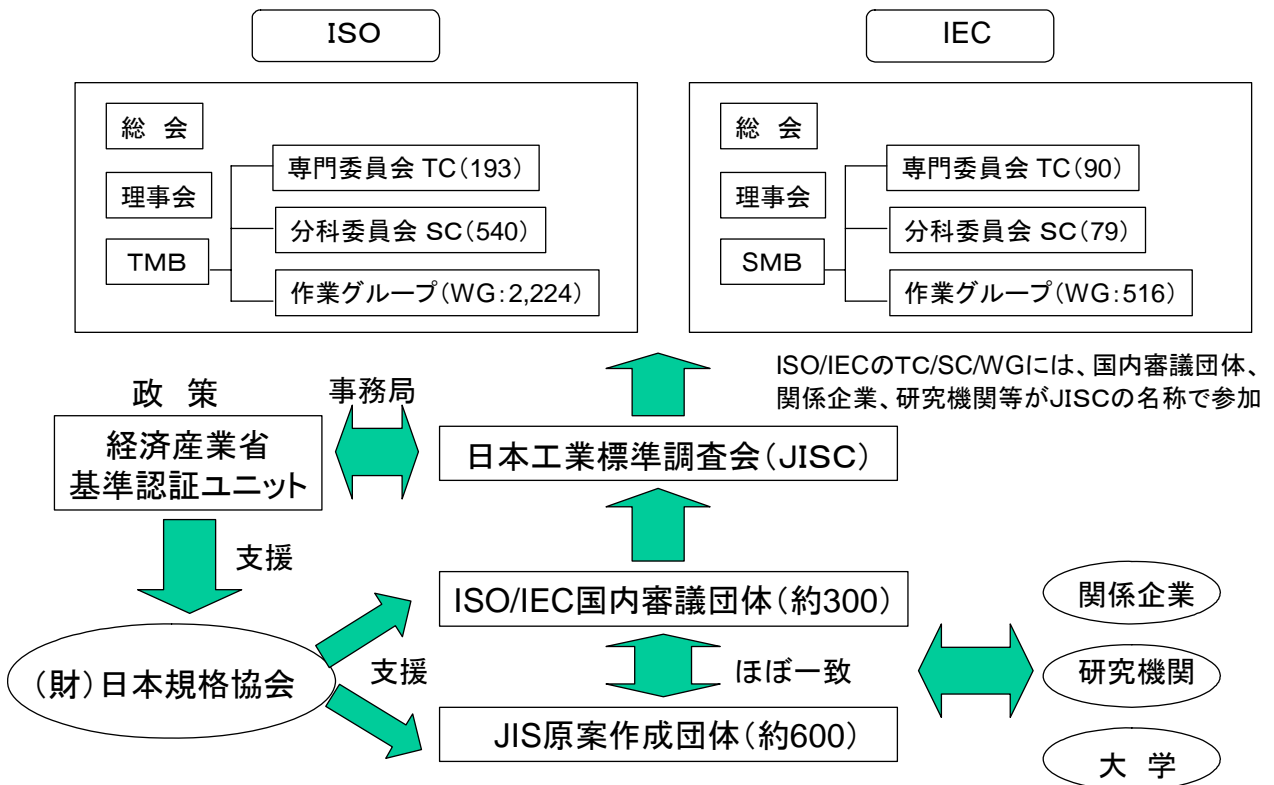 ISO
IEC
総 会
専門委員会 TC(193)
理事会
分科委員会 SC(540)
TMB
作業グループ(WG:2,224)
総 会
専門委員会 TC(90)
理事会
分科委員会 SC(79)
SMB
作業グループ(WG:516)
ISO/IECのTC/SC/WGには、国内審議団体、
関係企業、研究機関等がJISCの名称で参加
政 策
事務局
経済産業省
基準認証ユニット
日本工業標準調査会(JISC)
支援
ISO/IEC国内審議団体(約300)
関係企業
(財)日本規格協会
支援
ほぼ一致
研究機関
JIS原案作成団体(約600)
大 学